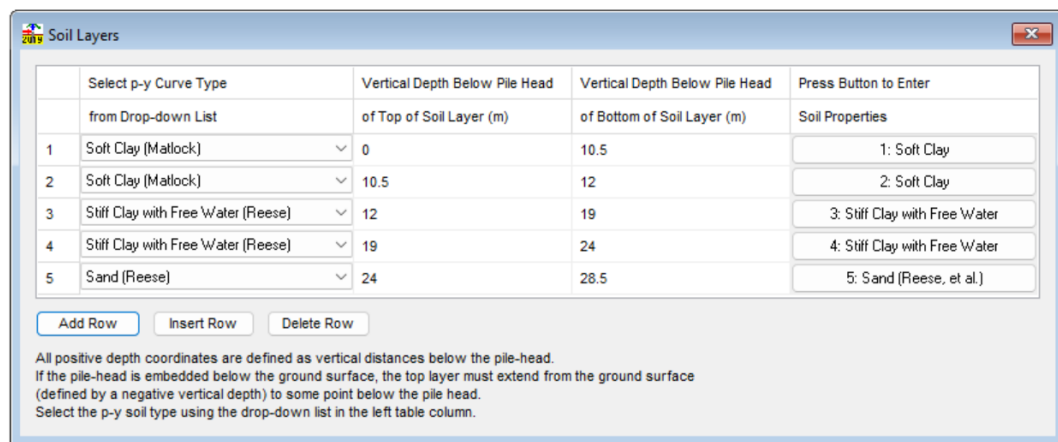 Soil Layers
Select p-y Curve Type Vertical Depth Below Pile Head Vertical Depth Below Pile Head Press Button to Enter
from Drop-down List of Top of Soil Layer (m) of Bottom of Soil Layer (m) Soil Properties
1 Soft Clay (Matlock) 0 10.5 1: Soft Clay
2 Soft Clay (Matlock) 10.5 12 2: Soft Clay
3 Stiff Clay with Free Water (Reese) 12 19 3: Stiff Clay with Free Water
4 Stiff Clay with Free Water (Reese) 19 24 4: Stiff Clay with Free Water
5 Sand (Reese) 24 28.5 5: Sand (Reese, et al.)
Add Row Insert Row Delete Row
All positive depth coordinates are defined as vertical distances below the pile-head.
If the pile-head is embedded below the ground surface, the top layer must extend from the ground surface
(defined by a negative vertical depth) to some point below the pile head.
Select the p-y soil type using the drop-down list in the left table column.